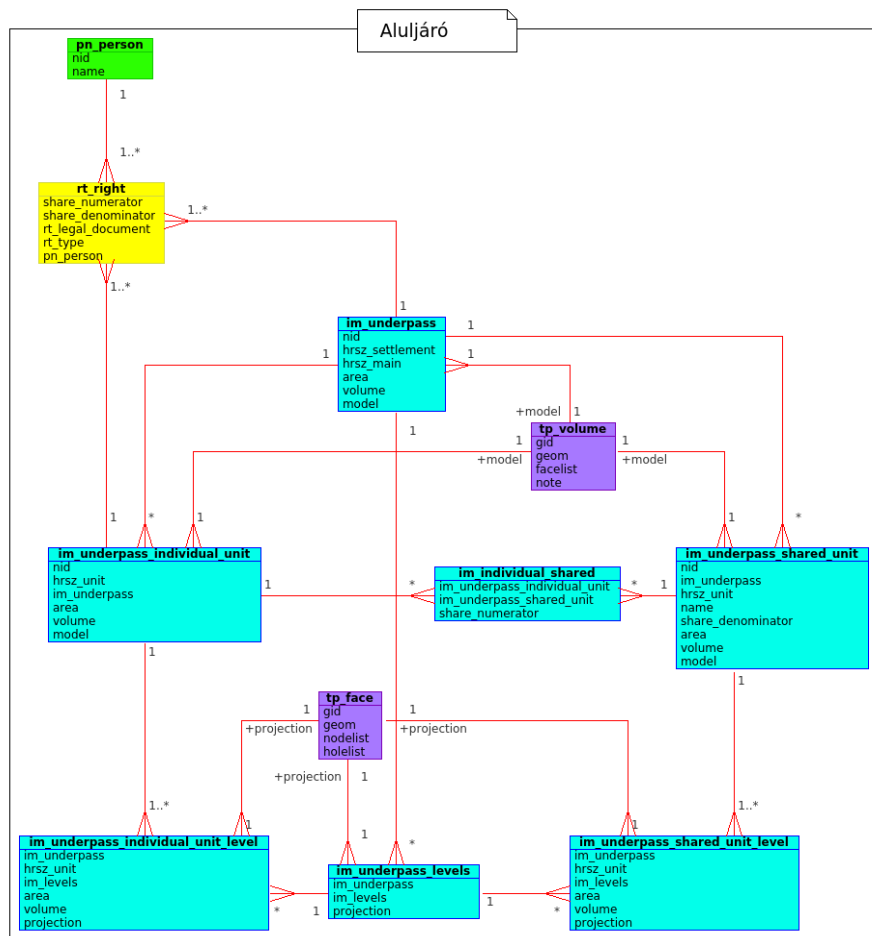 Aluljáró
pn_person
nid
name
1
1..*
rt_right
share_numerator
share_denominator
rt_legal_document
rt_type
pn_person
1..*
1..*
1
im_underpass
nid
hrsz_settlement
hrsz_main
area
volume
model
1
1
1
1
+model
1
tp_volume
gid
geom
facelist
note
1
+model
1
+model
1
*
1
1
*
im_underpass_individual_unit
nid
hrsz_unit
im_underpass
area
volume
model
im_individual_shared
im_underpass_individual_unit
im_underpass_shared_unit
share_numerator
im_underpass_shared_unit
nid
im_underpass
hrsz_unit
name
share_denominator
area
volume
model
1
*
*
1
1
1
tp_face
gid
geom
nodelist
holelist
1
+projection
1
+projection
+projection
1
1..*
1
1
*
1
1..*
im_underpass_individual_unit_level
im_underpass
hrsz_unit
im_levels
area
volume
projection
im_underpass_levels
im_underpass
im_levels
projection
im_underpass_shared_unit_level
im_underpass
hrsz_unit
im_levels
area
volume
projection
*
1
1
*